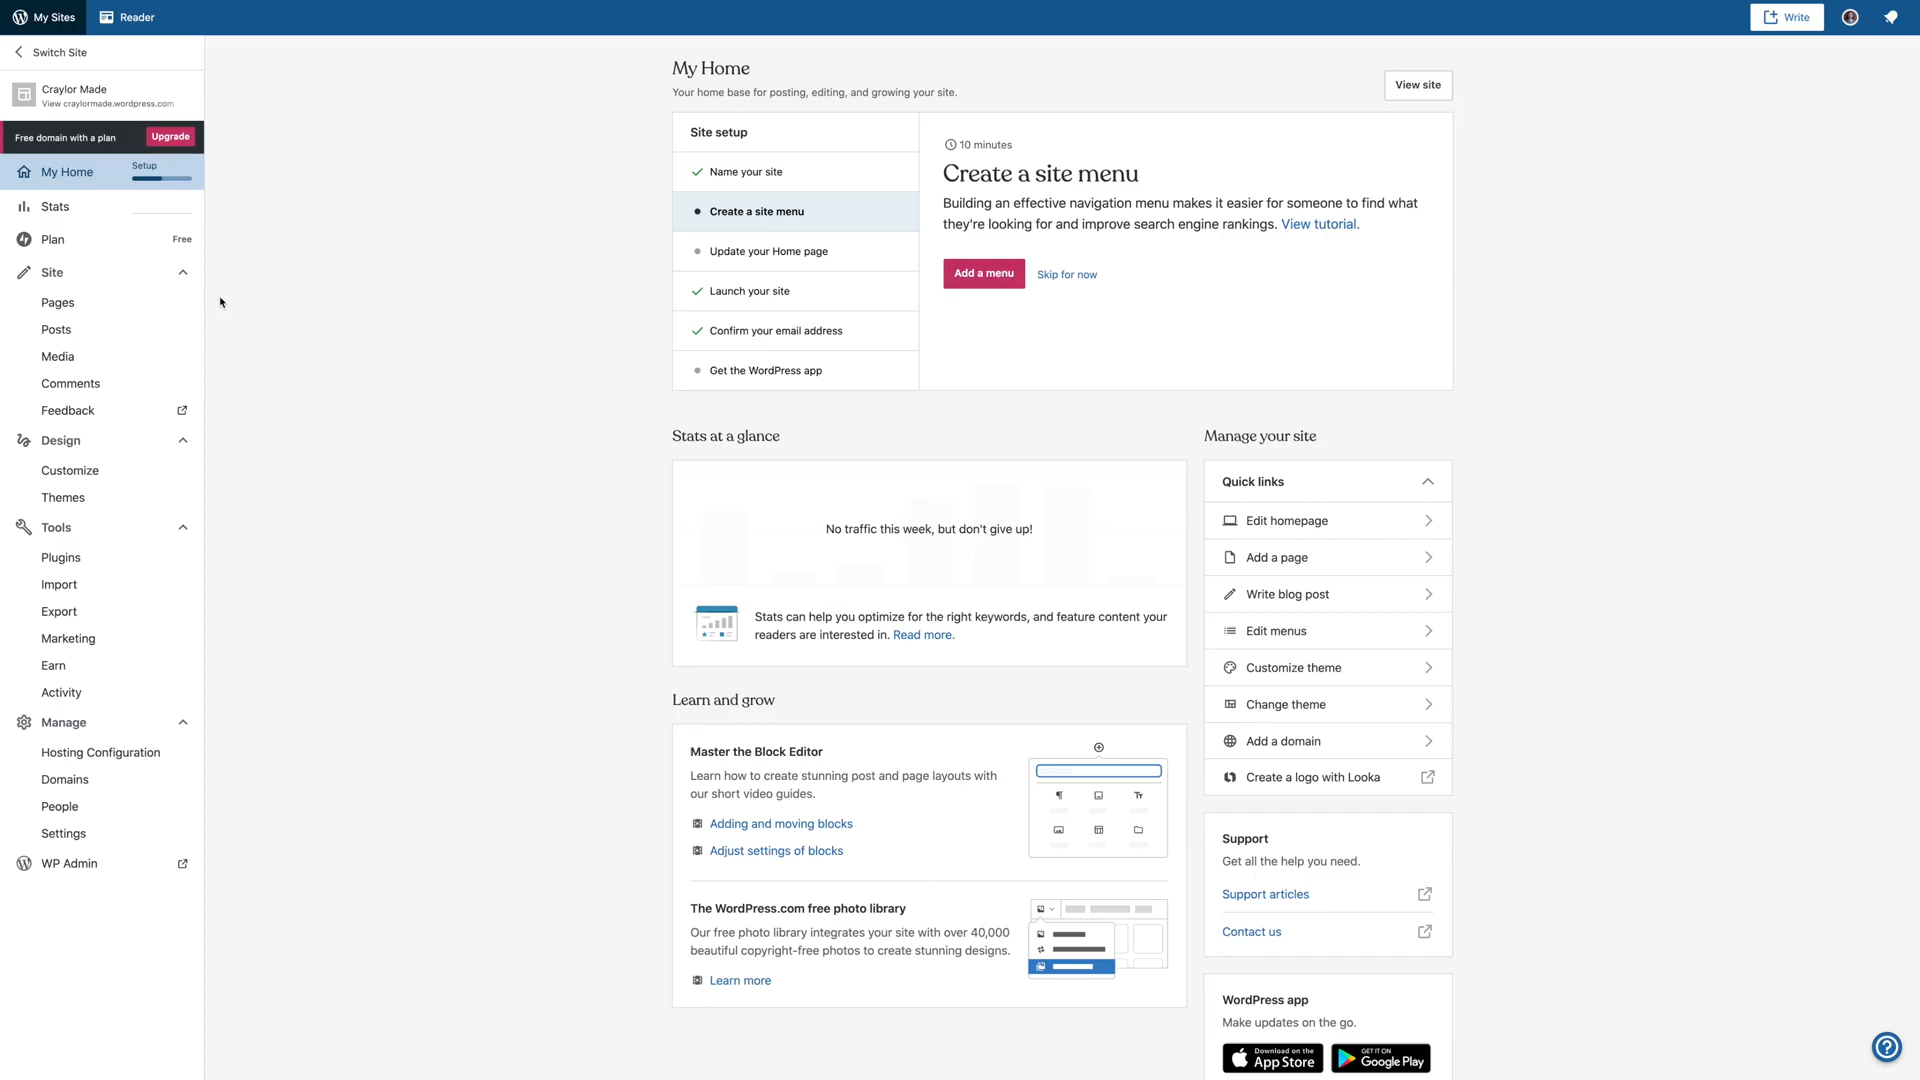 My Sites
Reader
Write
Switch Site
Craylor Made
View craylormade.wordpress.com
Free domain with a plan
Upgrade
My Home
Setup
Stats
Plan
Free
Site
Pages
Posts
Media
Comments
Feedback
Design
Customize
Themes
Tools
Plugins
Import
Export
Marketing
Earn
Activity
Manage
Hosting Configuration
Domains
People
Settings
WP Admin
My Home
Your home base for posting, editing, and growing your site.
View site
Site setup
Name your site
Create a site menu
Update your Home page
Launch your site
Confirm your email address
Get the WordPress app
10 minutes
Create a site menu
Building an effective navigation menu makes it easier for someone to find what
they're looking for and improve search engine rankings. View tutorial.
Add a menu
Skip for now
Stats at a glance
No traffic this week, but don't give up!
Stats can help you optimize for the right keywords, and feature content your
readers are interested in. Read more.
Learn and grow
Master the Block Editor
Learn how to create stunning post and page layouts with
our short video guides.
Adding and moving blocks
Adjust settings of blocks
Tr
The WordPress.com free photo library
Our free photo library integrates your site with over 40,000
beautiful copyright-free photos to create stunning designs.
Learn more
Manage your site
Quick links
Edit homepage
Add a page
Write blog post
Edit menus
Customize theme
Change theme
Add a domain
Create a logo with Looka
Support
Get all the help you need.
Support articles
Contact us
WordPress app
Make updates on the go.
Download on the
App Store
GET IT ON
Google Play